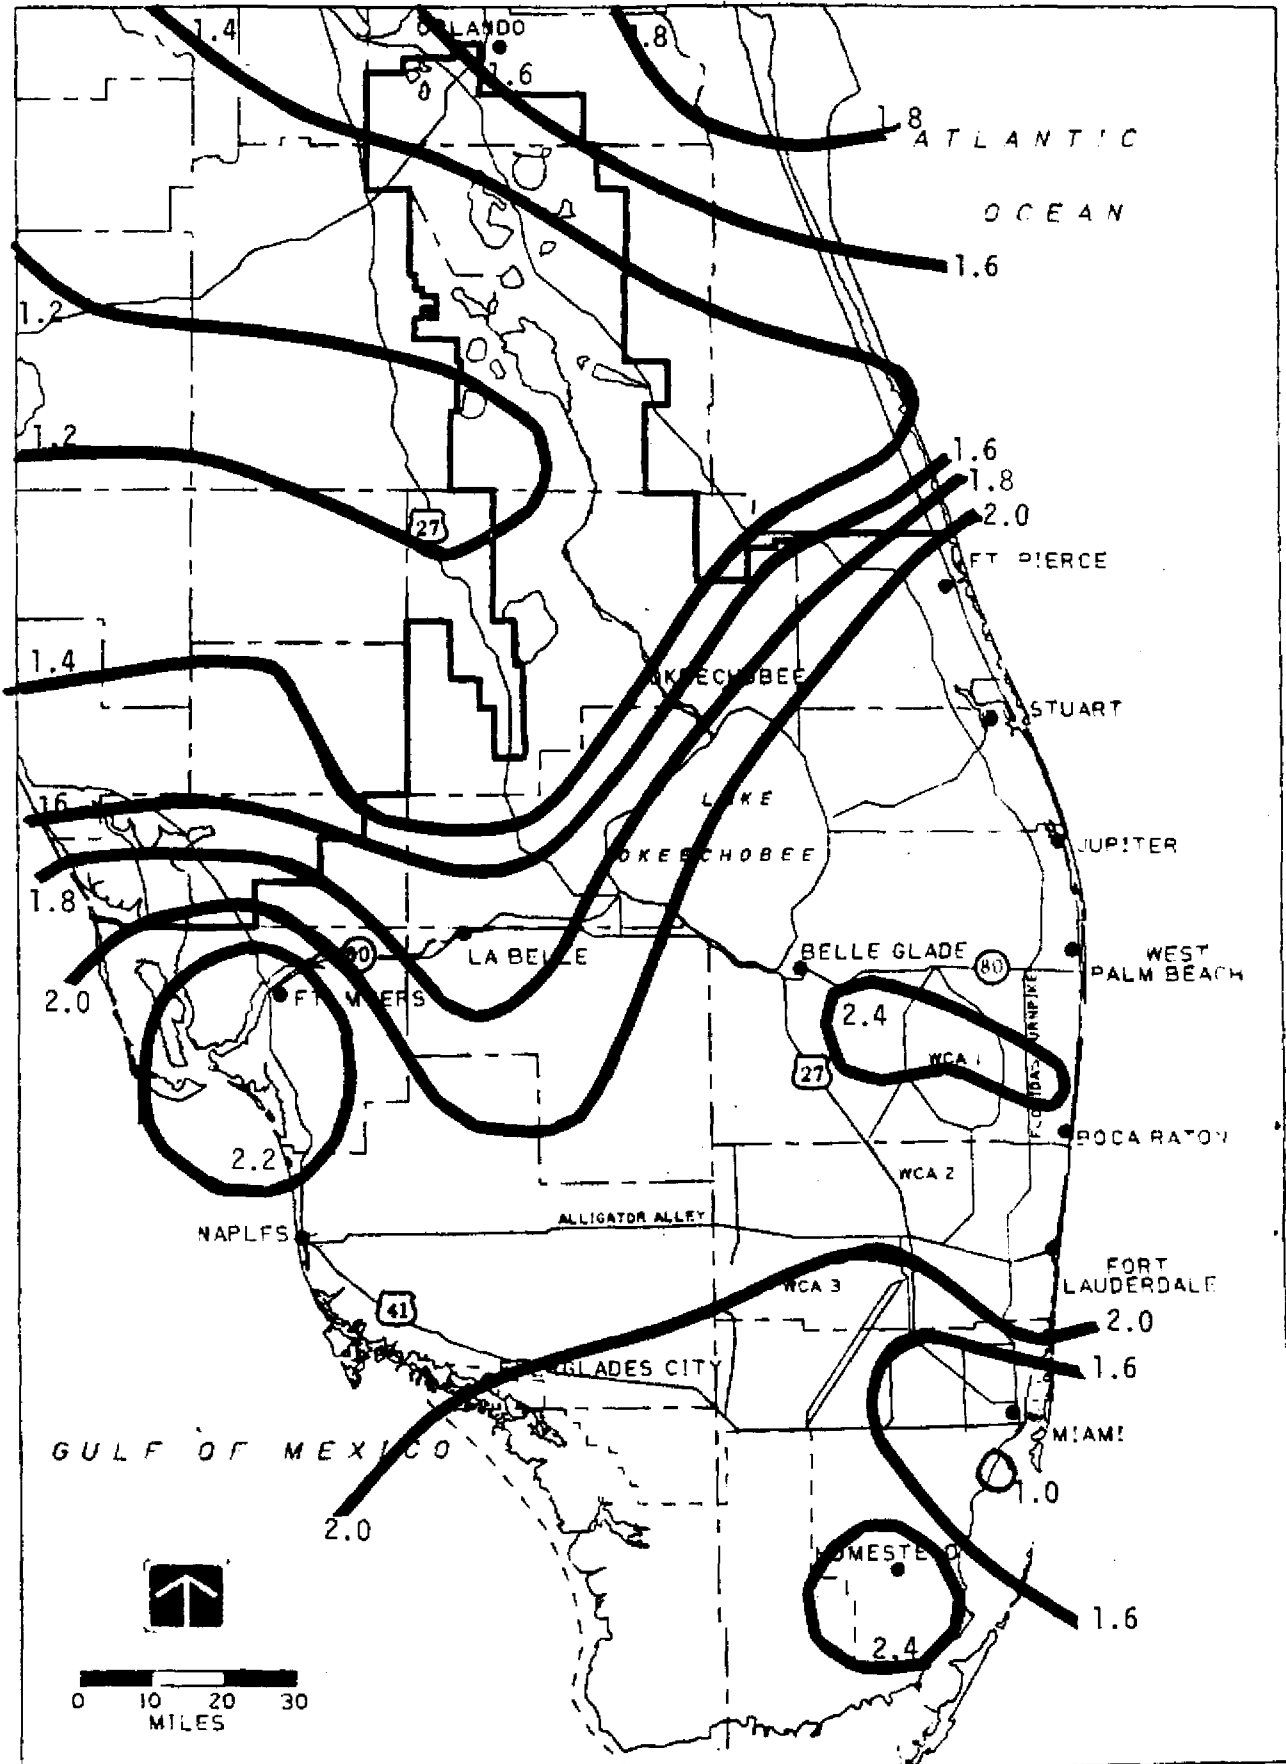 1.4
ORLANDO
1.8
1.6
1.8
ATLANTIC
OCEAN
1.6
1.2
1.2
1.6
1.8
27
2.0
FT PIERCE
1.4
OKEECHOBEE
STUART
16
LAKE
OKEECHOBEE
JUPITER
1.8
80
LA BELLE
BELLE GLADE
80
WEST
PALM BEACH
2.0
FT MYERS
2.4
WCA 1
27
BOCA RATON
2.2
WCA 2
ALLIGATOR ALLEY
NAPLES
FORT
LAUDERDALE
WCA 3
41
2.0
EVERGLADES CITY
1.6
MIAMI
GULF OF MEXICO
1.0
2.0
HOMESTEAD
1.6
2.4
0 10 20 30
MILES